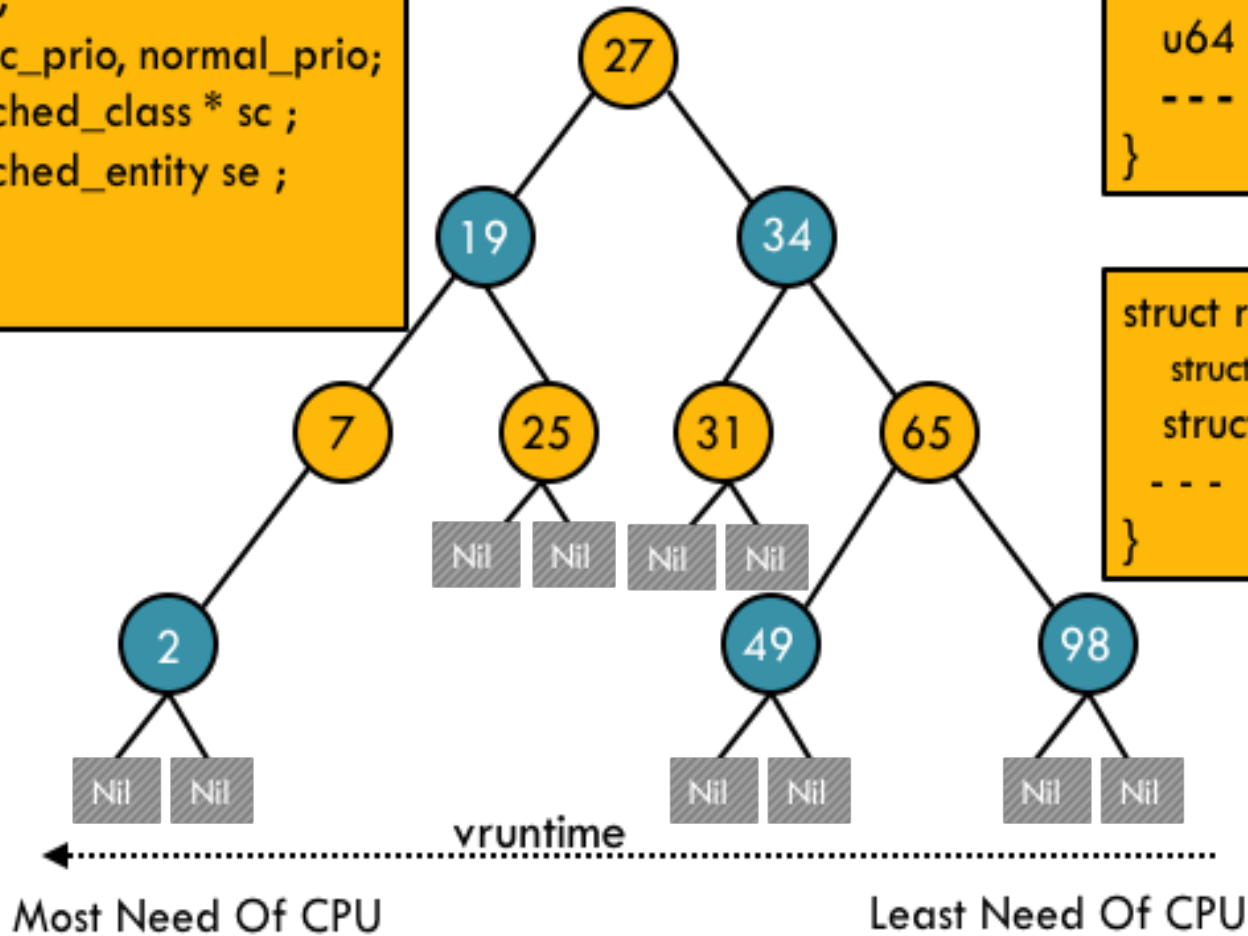 c_prio, normal_prio;
ched_class * sc ;
ched_entity se ;
27
u64
- - -
}
19
34
struct r
struct
struct
- - -
}
7
25
31
65
Nil
Nil
Nil
Nil
2
49
98
Nil
Nil
Nil
Nil
Nil
Nil
vruntime
Most Need Of CPU
Least Need Of CPU